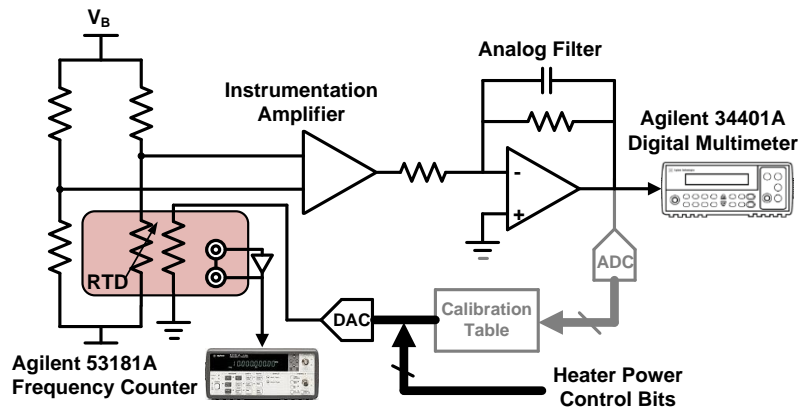 V_B
Analog Filter
Instrumentation
Amplifier
Agilent 34401A
Digital Multimeter
-
+
RTD
ADC
DAC
Calibration
Table
Agilent 53181A
Frequency Counter
Heater Power
Control Bits